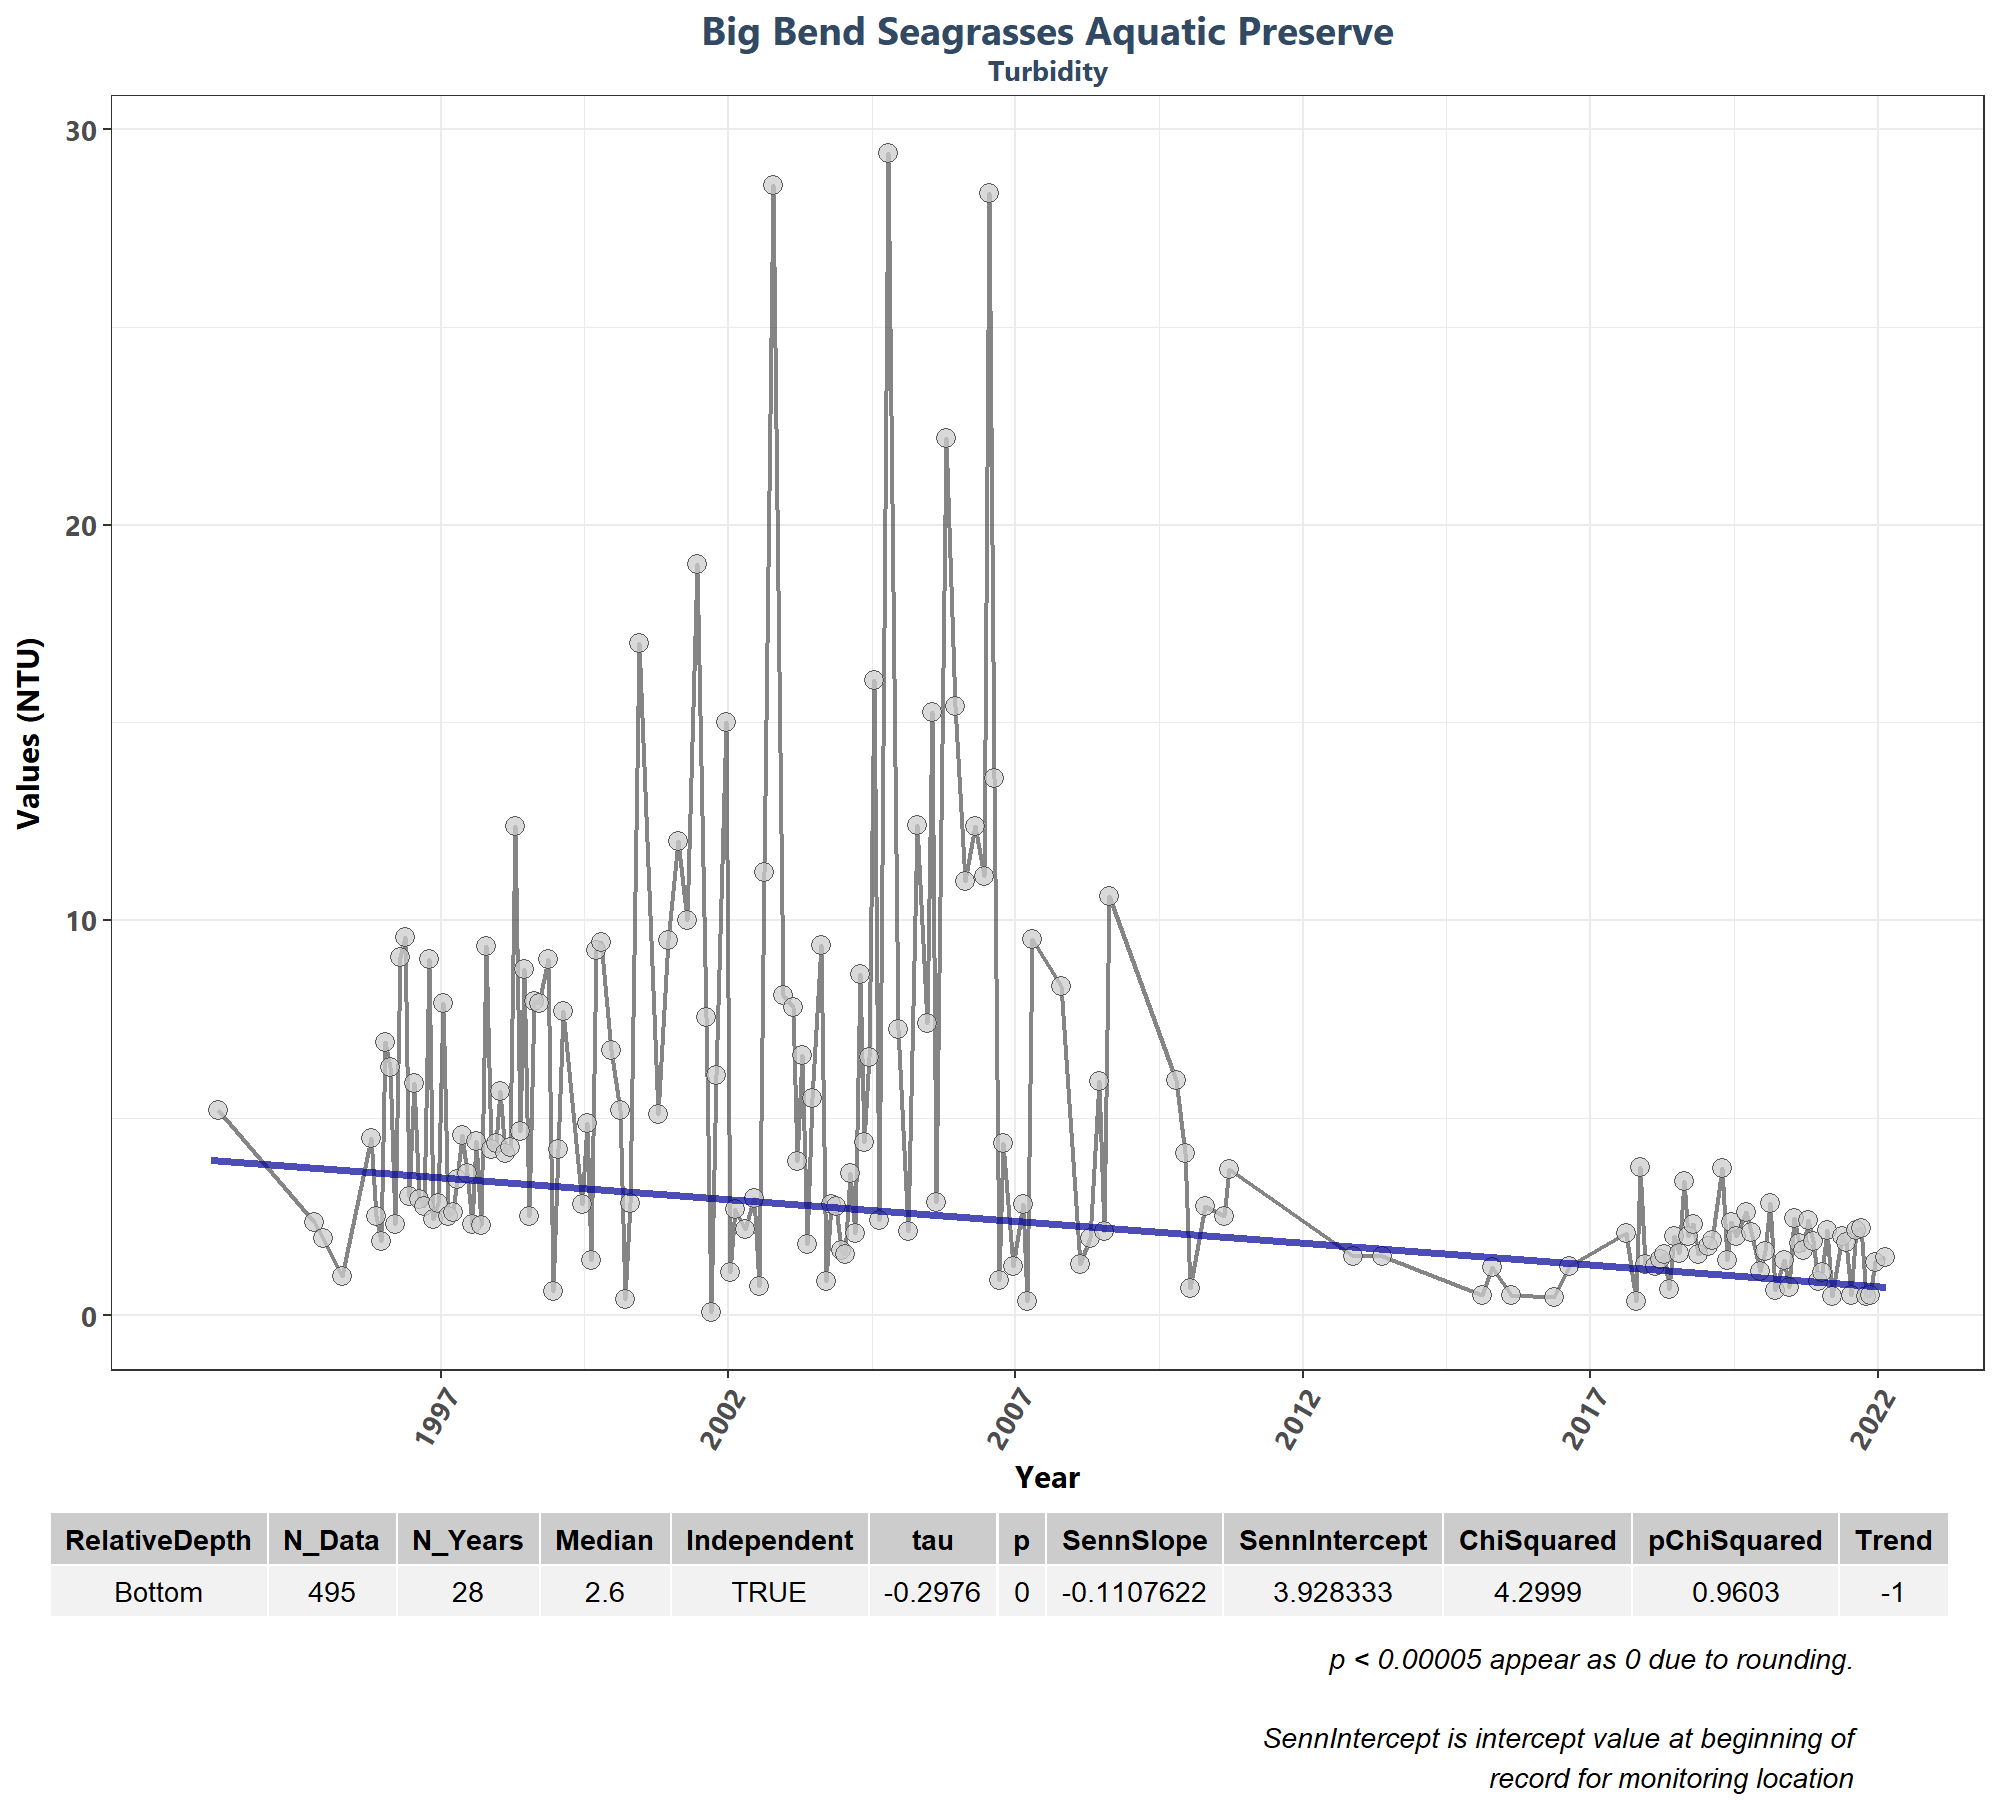 Big Bend Seagrasses Aquatic Preserve
Turbidity
30
20
10
0
Values (NTU)
1997
2002
2007
2012
2017
2022
Year
RelativeDepth N_Data N_Years Median Independent tau p SennSlope SennIntercept ChiSquared pChiSquared Trend
Bottom 495 28 2.6 TRUE -0.2976 0 -0.1107622 3.928333 4.2999 0.9603 -1
p < 0.00005 appear as 0 due to rounding.
SennIntercept is intercept value at beginning of
record for monitoring location